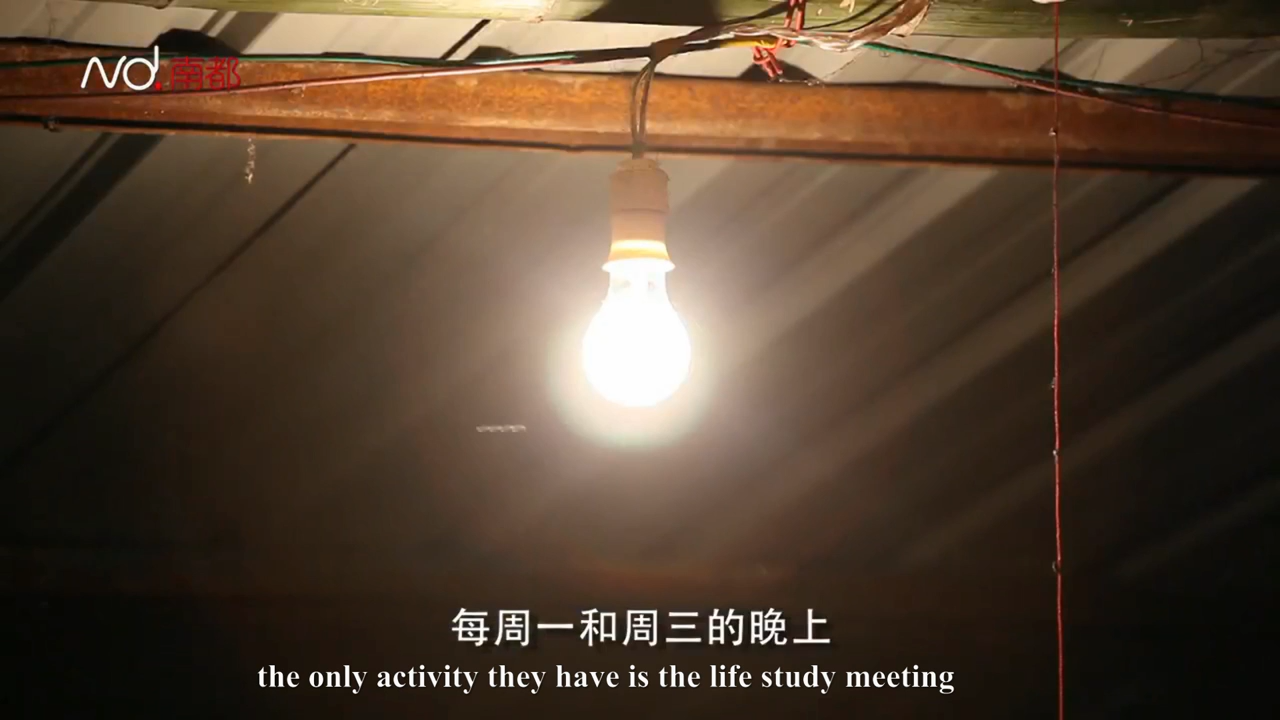 Nd.南都
每周一和周三的晚上
the only activity they have is the life study meeting